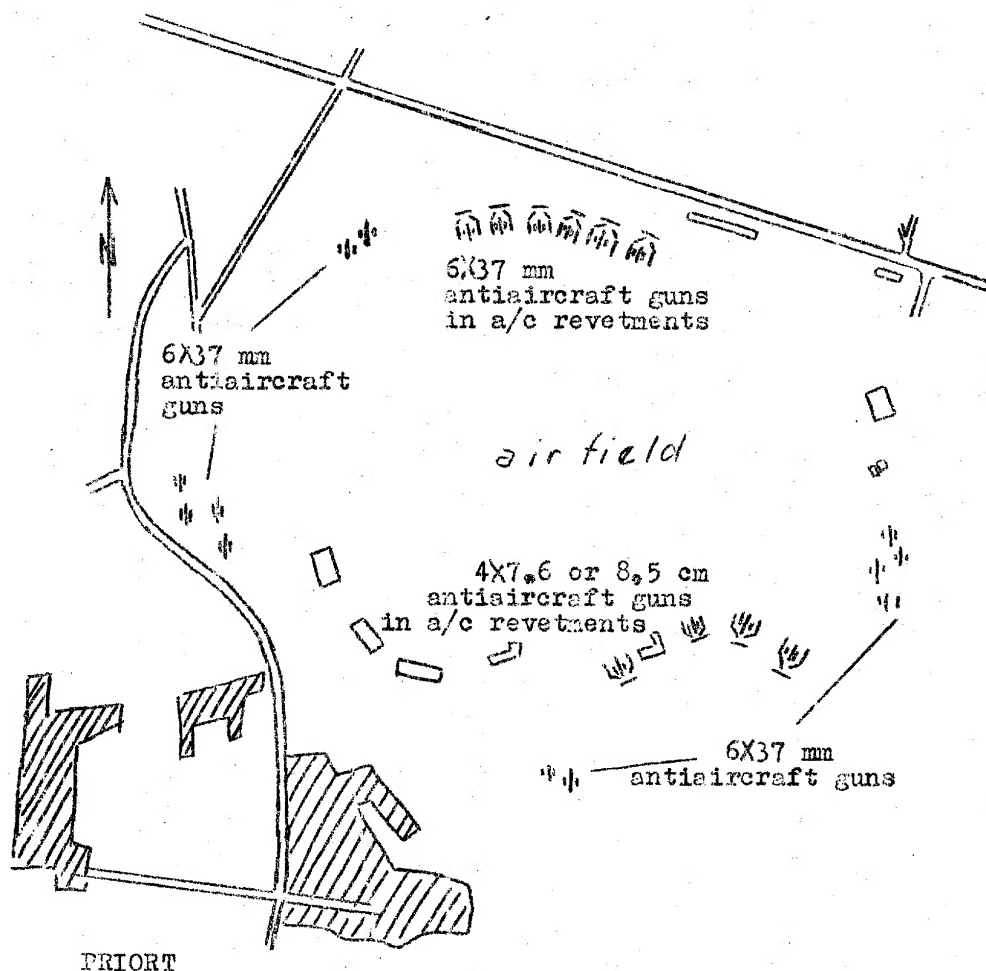 N
6X37 mm
antiaircraft guns
in a/c revetments
6X37 mm
antiaircraft
guns
air field
4X7,6 or 8,5 cm
antiaircraft guns
in a/c revetments
6X37 mm
antiaircraft guns
PRIORT